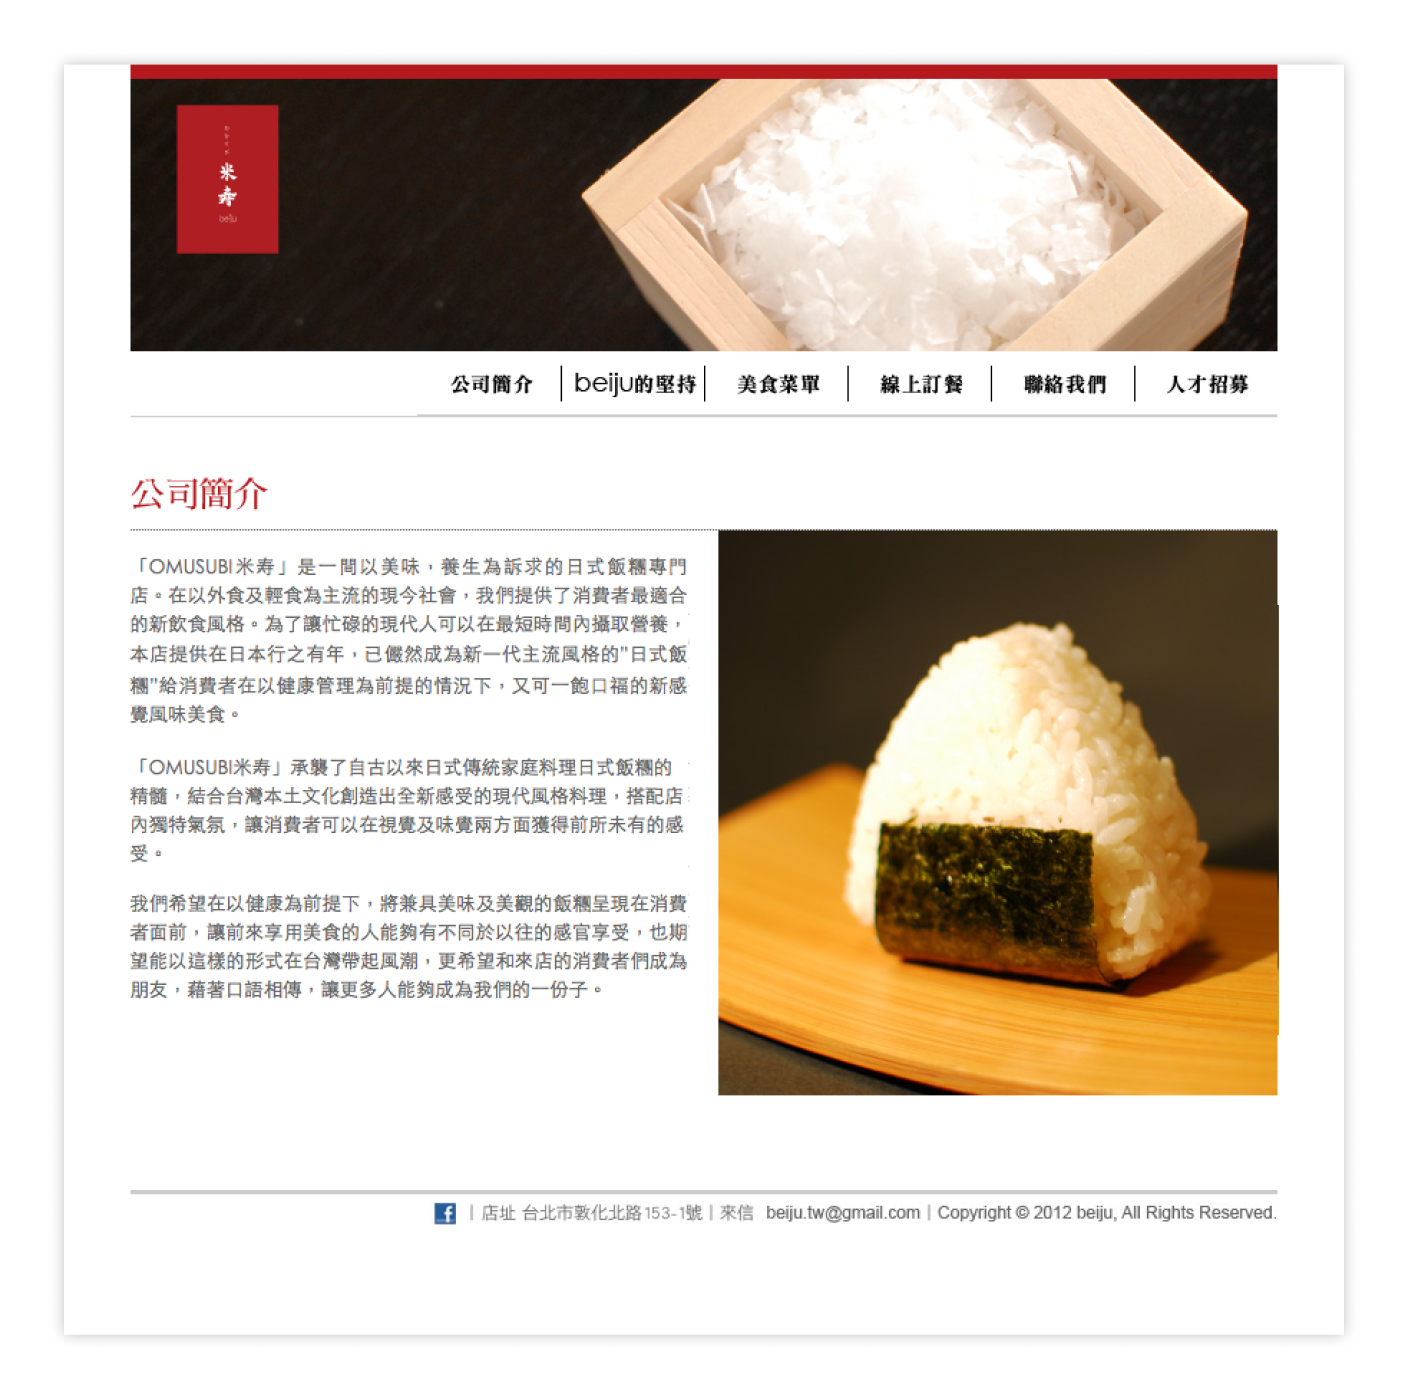 米
寿
beiju
公司簡介
beiju的堅持
美食菜單
線上訂餐
聯絡我們
人才招募
公司簡介
「OMUSUBI米寿」是一間以美味，養生為訴求的日式飯糰專門
店。在以外食及輕食為主流的現今社會，我們提供了消費者最適合
的新飲食風格。為了讓忙碌的現代人可以在最短時間內攝取營養，
本店提供在日本行之有年，已儼然成為新一代主流風格的"日式飯
糰"給消費者在以健康管理為前提的情況下，又可一飽口福的新感
覺風味美食。
「OMUSUBI米寿」承襲了自古以來日式傳統家庭料理日式飯糰的
精髓，結合台灣本土文化創造出全新感受的現代風格料理，搭配店
內獨特氣氛，讓消費者可以在視覺及味覺兩方面獲得前所未有的感
受。
我們希望在以健康為前提下，將兼具美味及美觀的飯糰呈現在消費
者面前，讓前來享用美食的人能夠有不同於以往的感官享受，也期
望能以這樣的形式在台灣帶起風潮，更希望和來店的消費者們成為
朋友，藉著口語相傳，讓更多人能夠成為我們的一份子。
f | 店址 台北市敦化北路153-1號 | 來信 beiju.tw@gmail.com | Copyright © 2012 beiju, All Rights Reserved.